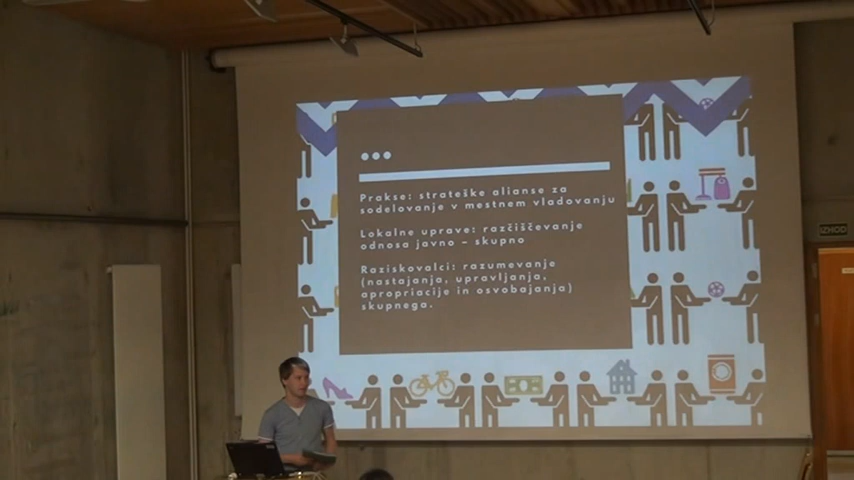 Prakse: strateške alianse za
sodelovanje v mestnem vladovanju
Lokalne uprave: razčiščevanje
odnosa javno – skupno
Raziskovalci: razumevanje
(nastajanja, upravljanja,
apropriacije in osvobajanja)
skupnega.
IZHOD